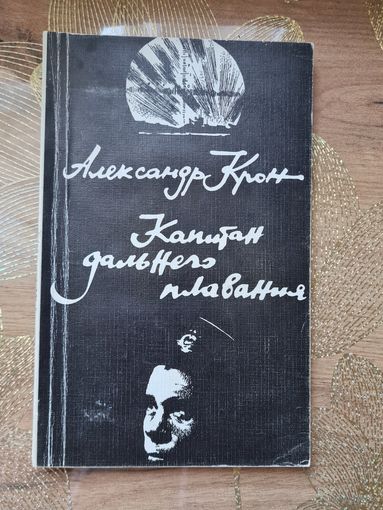 Александр Крон
Капитан
дальнего
плавания